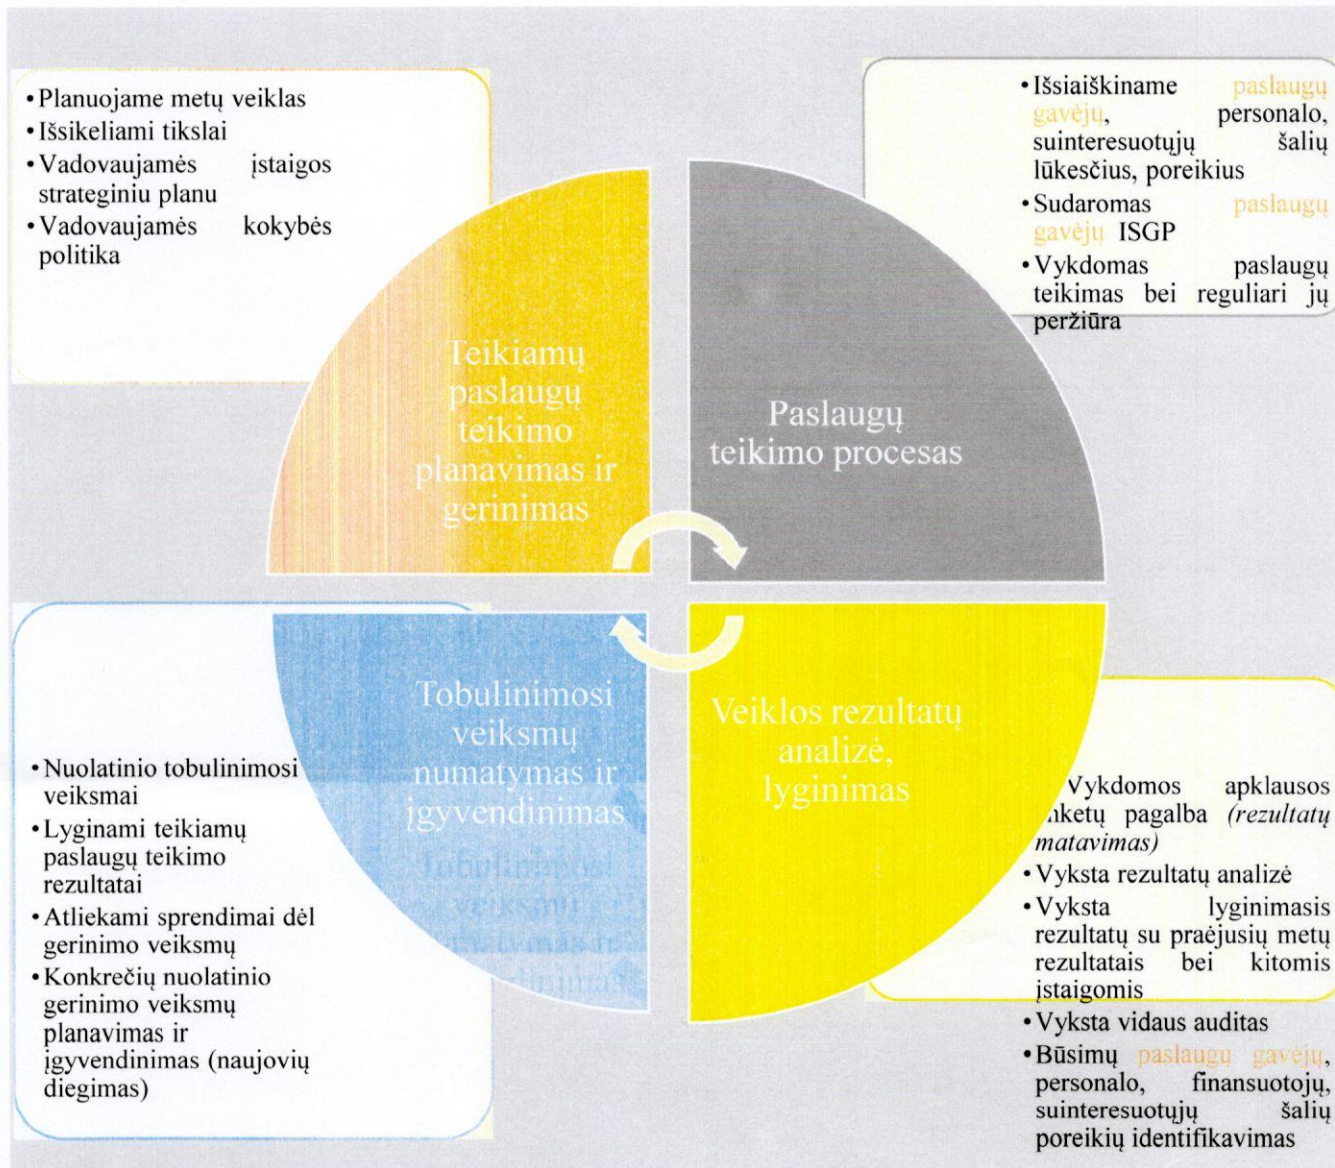 • Planuojame metų veiklas
• Išsikeliami tikslai
• Vadovaujamės įstaigos
strateginiu planu
• Vadovaujamės kokybės
politika
• Išsiaiškiname paslaugų
gavėjų, personalo,
suinteresuotųjų šalių
lūkesčius, poreikius
• Sudaromas paslaugų
gavėjų ISGP
• Vykdomas paslaugų
teikimas bei reguliari jų
peržiūra
Teikiamų
paslaugų
teikimo
planavimas ir
gerinimas
Paslaugų
teikimo procesas
Tobulinimosi
veiksmų
numatymas ir
įgyvendinimas
Veiklos rezultatų
analizė,
lyginimas
• Nuolatinio tobulinimosi
veiksmai
• Lyginami teikiamų
paslaugų teikimo
rezultatai
• Atliekami sprendimai dėl
gerinimo veiksmų
• Konkrečių nuolatinio
gerinimo veiksmų
planavimas ir
įgyvendinimas (naujovių
diegimas)
Vykdomos apklausos
nketų pagalba (rezultatų
matavimas)
• Vyksta rezultatų analizė
• Vyksta lyginimasis
rezultatų su praėjusių metų
rezultatais bei kitomis
įstaigomis
• Vyksta vidaus auditas
• Būsimų paslaugų gavėjų,
personalo, finansuotojų,
suinteresuotųjų šalių
poreikių identifikavimas